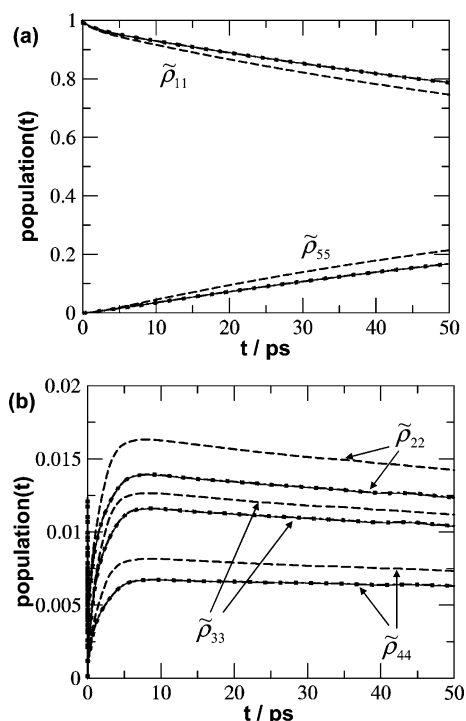 (a)
population(t)
1
0.8
0.6
0.4
0.2
0
ρ̃₁₁
ρ̃₅₅
0 10 20 30 40 50
t / ps
(b)
population(t)
0.02
0.015
0.01
0.005
0
ρ̃₂₂
ρ̃₃₃
ρ̃₄₄
0 10 20 30 40 50
t / ps